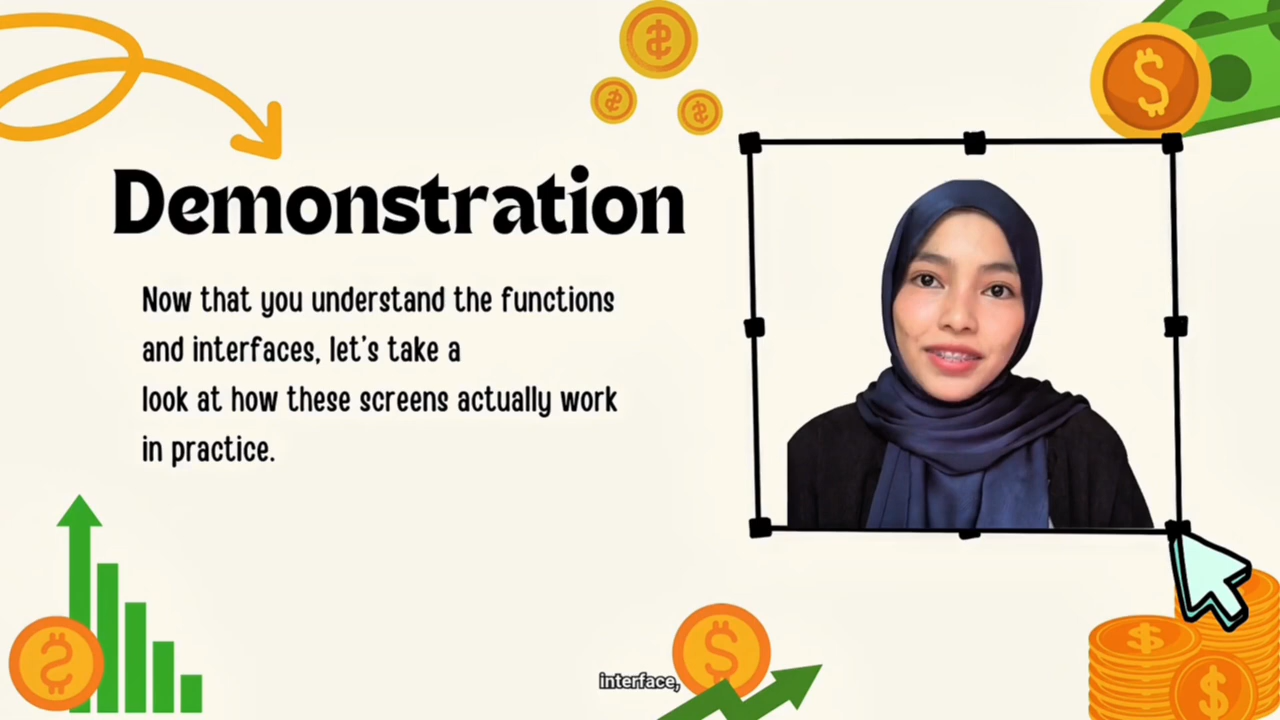 Demonstration
Now that you understand the functions
and interfaces, let's take a
look at how these screens actually work
in practice.
interface,